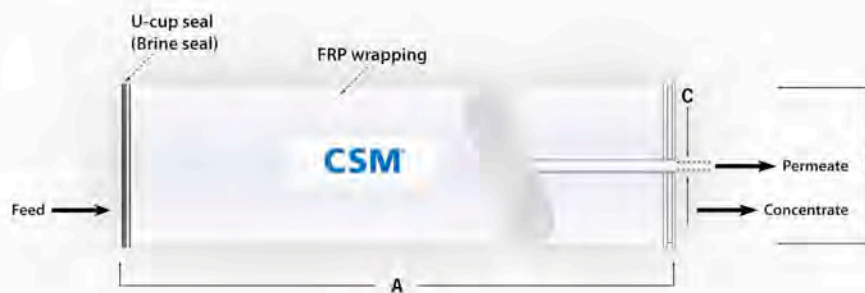 U-cup seal
(Brine seal)
FRP wrapping
C
CSM
Permeate
Feed
Concentrate
A